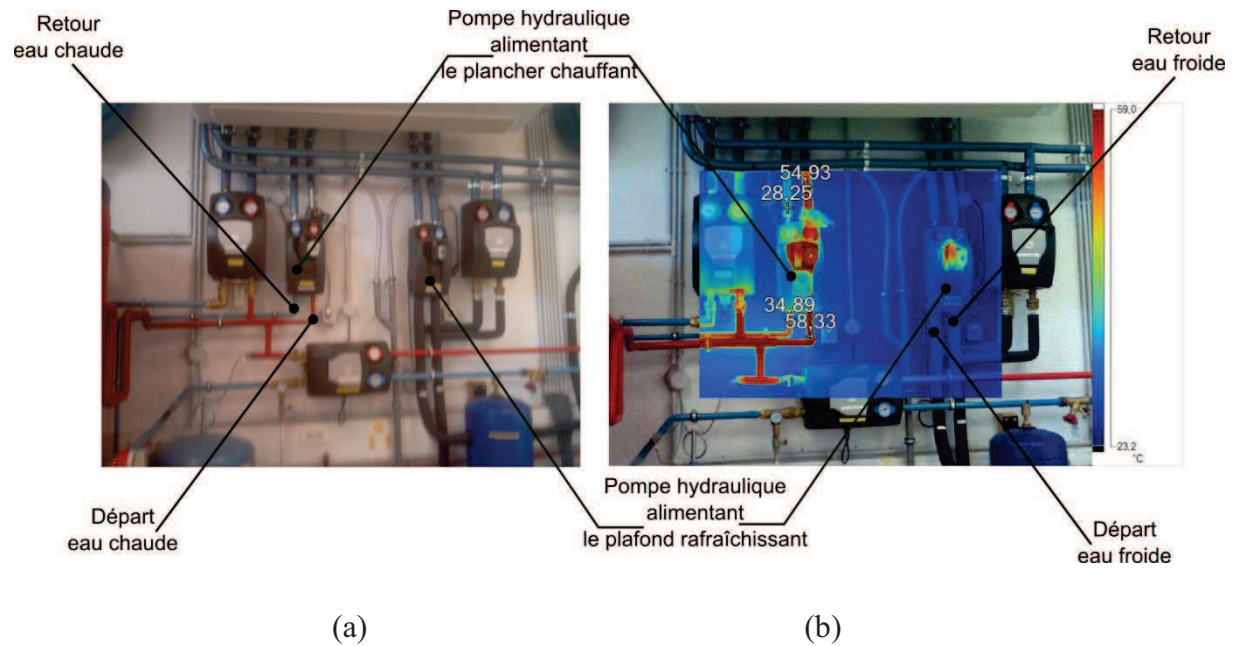 Retour
eau chaude
Pompe hydraulique
alimentant
le plancher chauffant
Retour
eau froide
59.0
54.93
28.25
34.89
58.33
23.2
°C
Départ
eau chaude
Pompe hydraulique
alimentant
le plafond rafraîchissant
Départ
eau froide
(a)
(b)